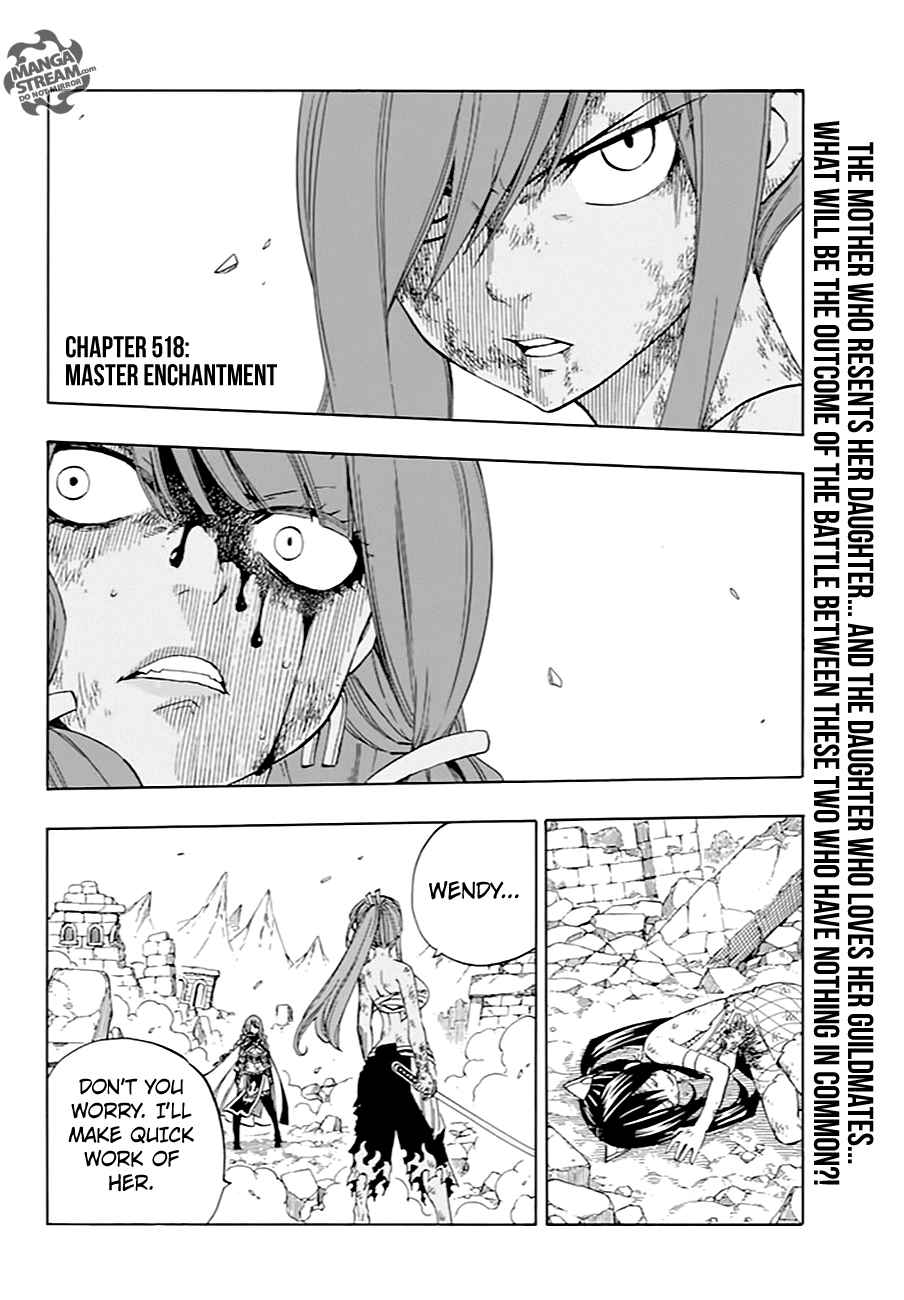 MANGA
STREAM.com
DO NOT MIRROR
THE MOTHER WHO RESENTS HER DAUGHTER... AND THE DAUGHTER WHO LOVES HER GUILDMATES...
WHAT WILL BE THE OUTCOME OF THE BATTLE BETWEEN THESE TWO WHO HAVE NOTHING IN COMMON?!
CHAPTER 518:
MASTER ENCHANTMENT
WENDY...
DON'T YOU
WORRY. I'LL
MAKE QUICK
WORK OF
HER.